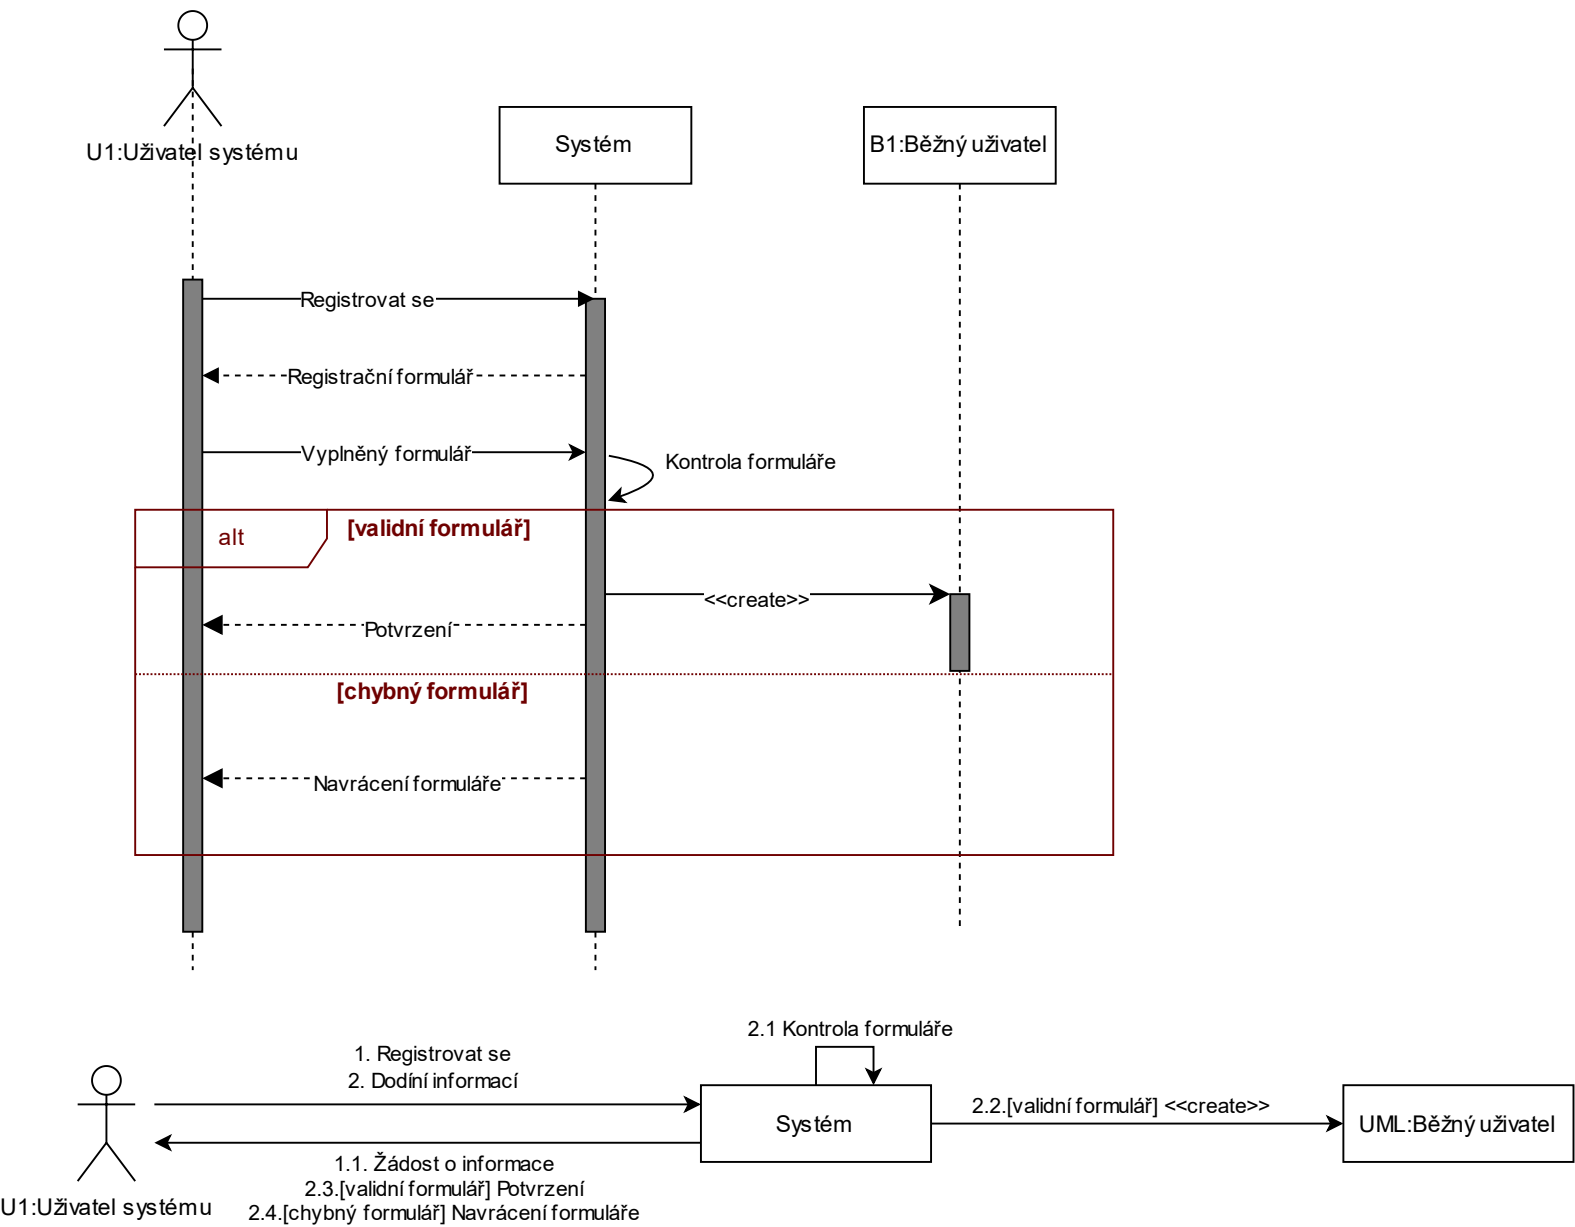 U1:Uživatel systému
Systém
B1:Běžný uživatel
Registrovat se
Registrační formulář
Vyplněný formulář
Kontrola formuláře
alt
[validní formulář]
<<create>>
Potvrzení
[chybný formulář]
Navrácení formuláře
2.1 Kontrola formuláře
1. Registrovat se
2. Dodíní informací
Systém
2.2.[validní formulář] <<create>>
UML:Běžný uživatel
1.1. Žádost o informace
2.3.[validní formulář] Potvrzení
U1:Uživatel systému
2.4.[chybný formulář] Navrácení formuláře